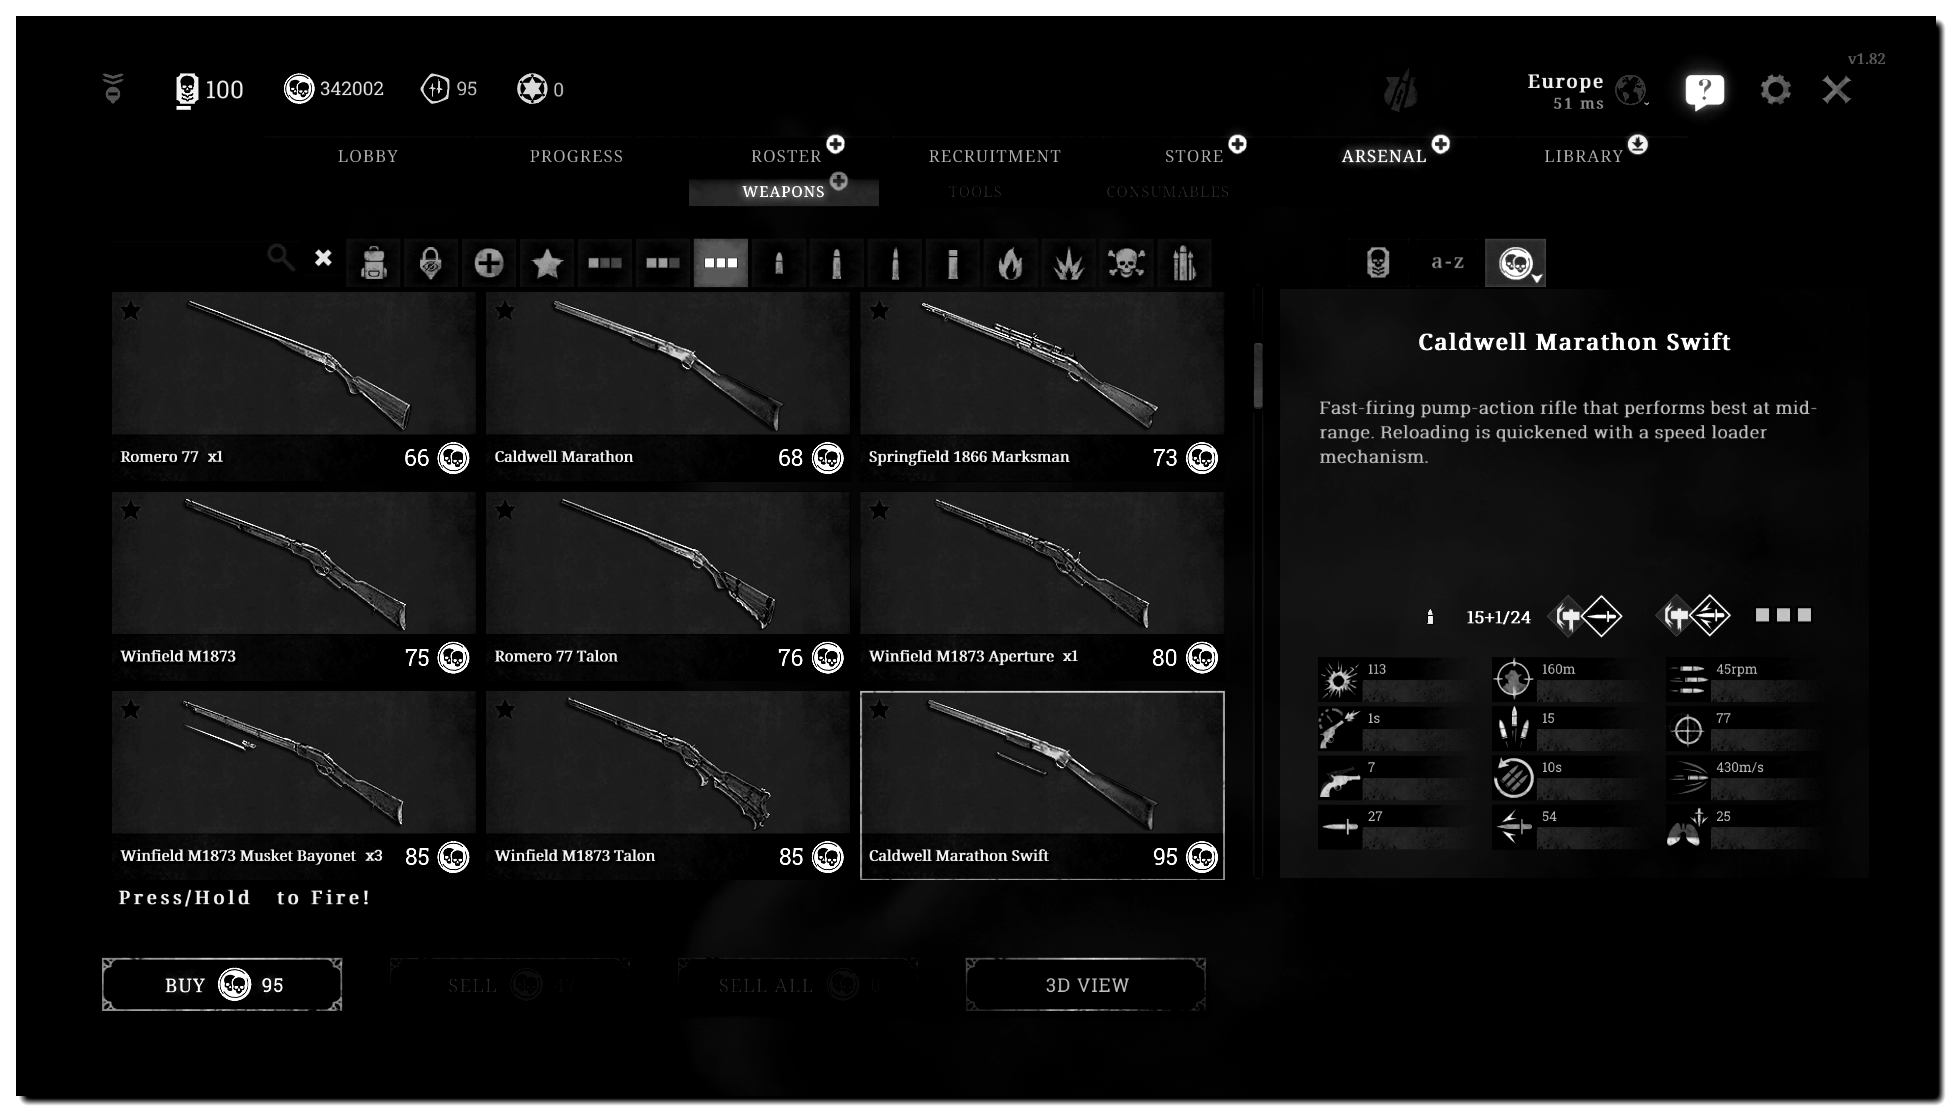 v1.82
100 342002 95 0
Europe
51 ms
?
LOBBY PROGRESS ROSTER RECRUITMENT STORE ARSENAL LIBRARY
WEAPONS TOOLS CONSUMABLES
a-z
Romero 77 x1 66
Caldwell Marathon 68
Springfield 1866 Marksman 73
Winfield M1873 75
Romero 77 Talon 76
Winfield M1873 Aperture x1 80
Winfield M1873 Musket Bayonet x3 85
Winfield M1873 Talon 85
Caldwell Marathon Swift 95
Press/Hold to Fire!
BUY 95
SELL 47
SELL ALL 0
3D VIEW
Caldwell Marathon Swift
Fast-firing pump-action rifle that performs best at mid-
range. Reloading is quickened with a speed loader
mechanism.
15+1/24
113 160m 45rpm
1s 15 77
7 10s 430m/s
27 54 25